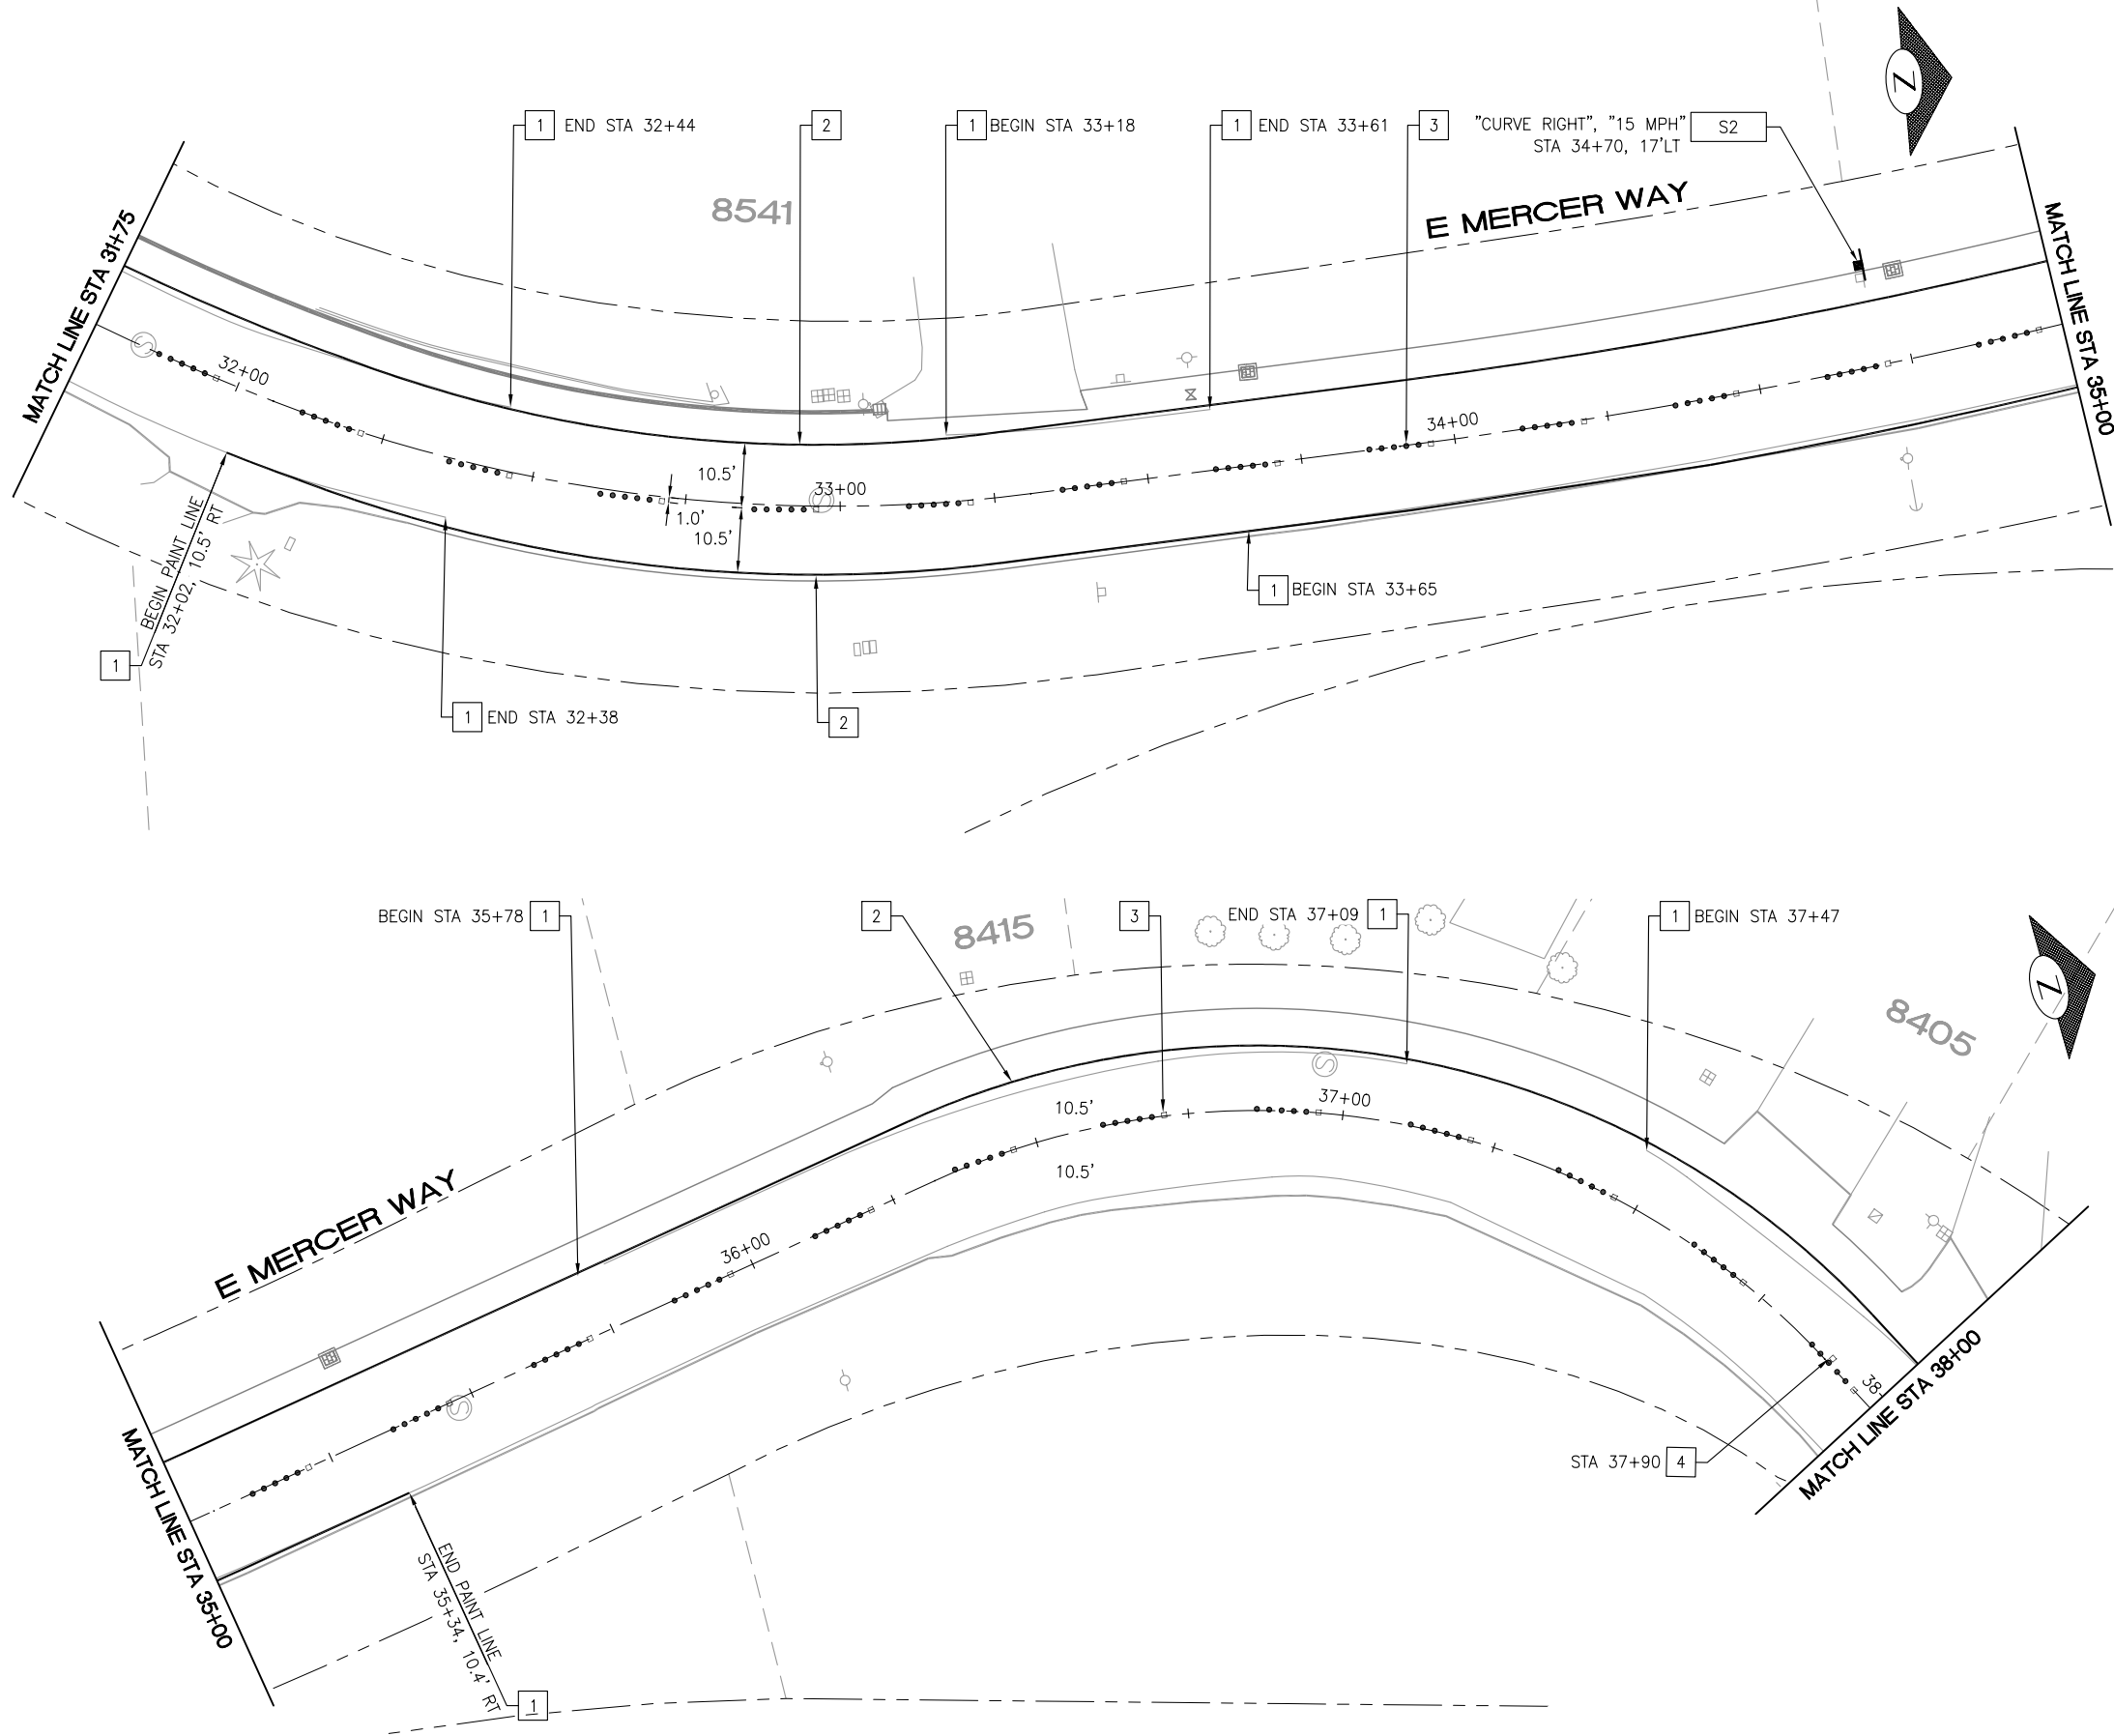 1 END STA 32+44
2
1 BEGIN STA 33+18
1 END STA 33+61
3
"CURVE RIGHT", "15 MPH" S2
STA 34+70, 17'LT
Z
8541
E MERCER WAY
MATCH LINE STA 31+75
MATCH LINE STA 35+00
32+00
S
10.5'
33+00
S
1.0'
10.5'
34+00
BEGIN PAINT LINE
STA 32+02, 10.5' RT
1
1 BEGIN STA 33+65
1 END STA 32+38
2
BEGIN STA 35+78 1
2
8415
3
END STA 37+09 1
1 BEGIN STA 37+47
Z
8405
E MERCER WAY
S
10.5'
37+00
10.5'
36+00
S
MATCH LINE STA 35+00
38
STA 37+90 4
MATCH LINE STA 38+00
END PAINT LINE
STA 35+34, 10.4' RT
1